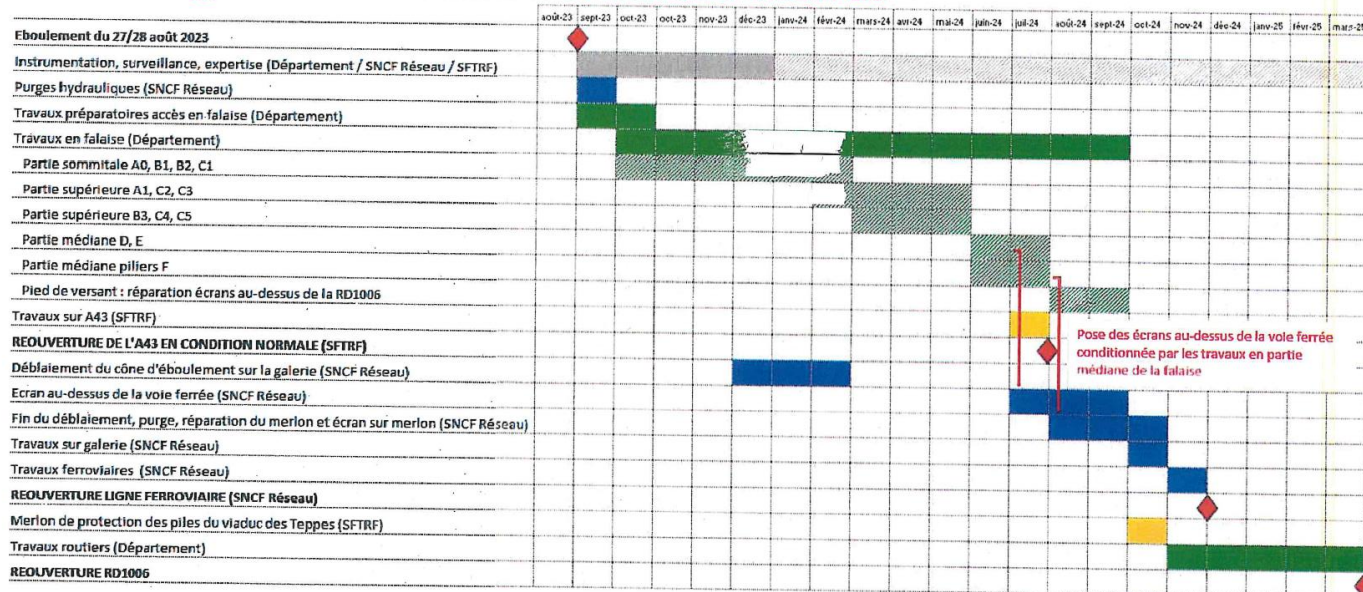 août-23 sept-23 oct-23 oct-23 nov-23 déc-23 janv-24 févr-24 mars-24 avr-24 mai-24 juin-24 juil-24 août-24 sept-24 oct-24 nov-24 déc-24 janv-25 févr-25 mars-25
Eboulement du 27/28 août 2023
Instrumentation, surveillance, expertise (Département / SNCF Réseau / SFTRF)
Purges hydrauliques (SNCF Réseau)
Travaux préparatoires accès en falaise (Département)
Travaux en falaise (Département)
Partie sommitale A0, B1, B2, C1
Partie supérieure A1, C2, C3
Partie supérieure B3, C4, C5
Partie médiane D, E
Partie médiane piliers F
Pied de versant : réparation écrans au-dessus de la RD1006
Travaux sur A43 (SFTRF)
REOUVERTURE DE L'A43 EN CONDITION NORMALE (SFTRF)
Pose des écrans au-dessus de la voie ferrée
conditionnée par les travaux en partie
médiane de la falaise
Déblaiement du cône d'éboulement sur la galerie (SNCF Réseau)
Ecran au-dessus de la voie ferrée (SNCF Réseau)
Fin du déblaiement, purge, réparation du merlon et écran sur merlon (SNCF Réseau)
Travaux sur galerie (SNCF Réseau)
Travaux ferroviaires (SNCF Réseau)
REOUVERTURE LIGNE FERROVIAIRE (SNCF Réseau)
Merlon de protection des piles du viaduc des Teppes (SFTRF)
Travaux routiers (Département)
REOUVERTURE RD1006